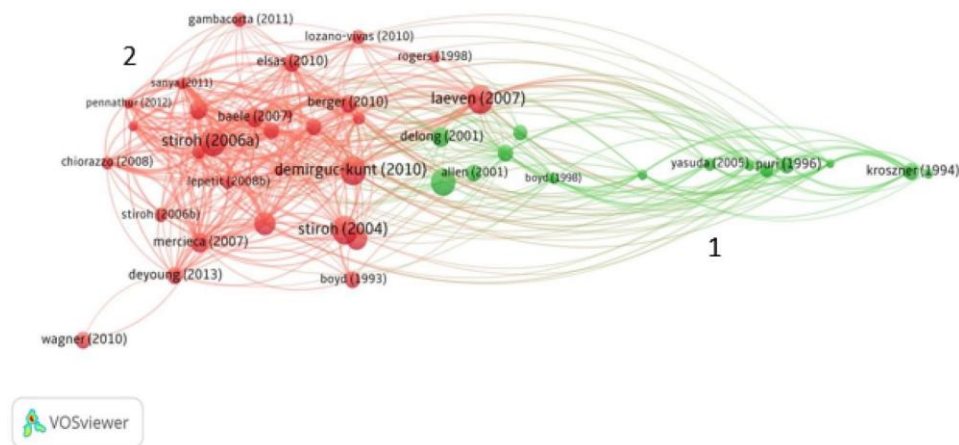 gambacorta (2011)
2
lozano-vivas (2010)
elsas (2010)
rogers (1998)
sanya (2011)
pennathur (2012)
baele (2007)
berger (2010)
laeven (2007)
stiroh (2006a)
delong (2001)
chiorazzo (2008)
lepetit (2008b)
demirguc-kunt (2010)
allen (2001)
boyd (1998)
yasuda (2005)
puri (1996)
kroszner (1994)
stiroh (2006b)
stiroh (2004)
mercieca (2007)
1
deyoung (2013)
boyd (1993)
wagner (2010)
VOSviewer